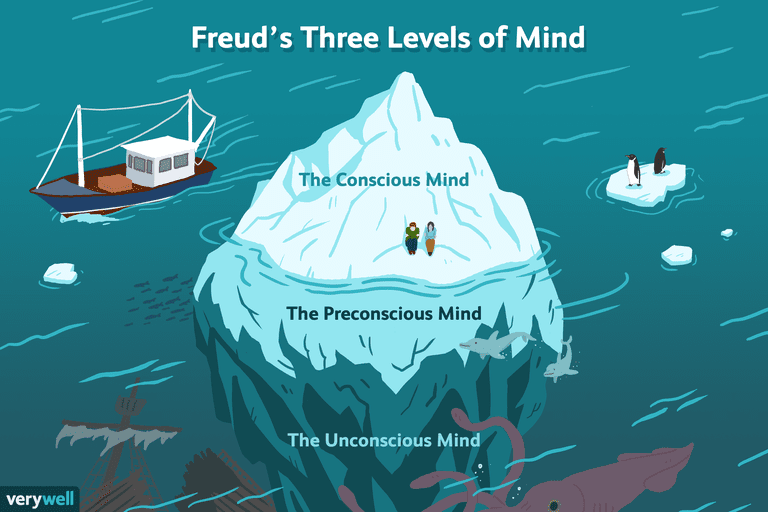 Freud's Three Levels of Mind
The Conscious Mind
The Preconscious Mind
The Unconscious Mind
verywell